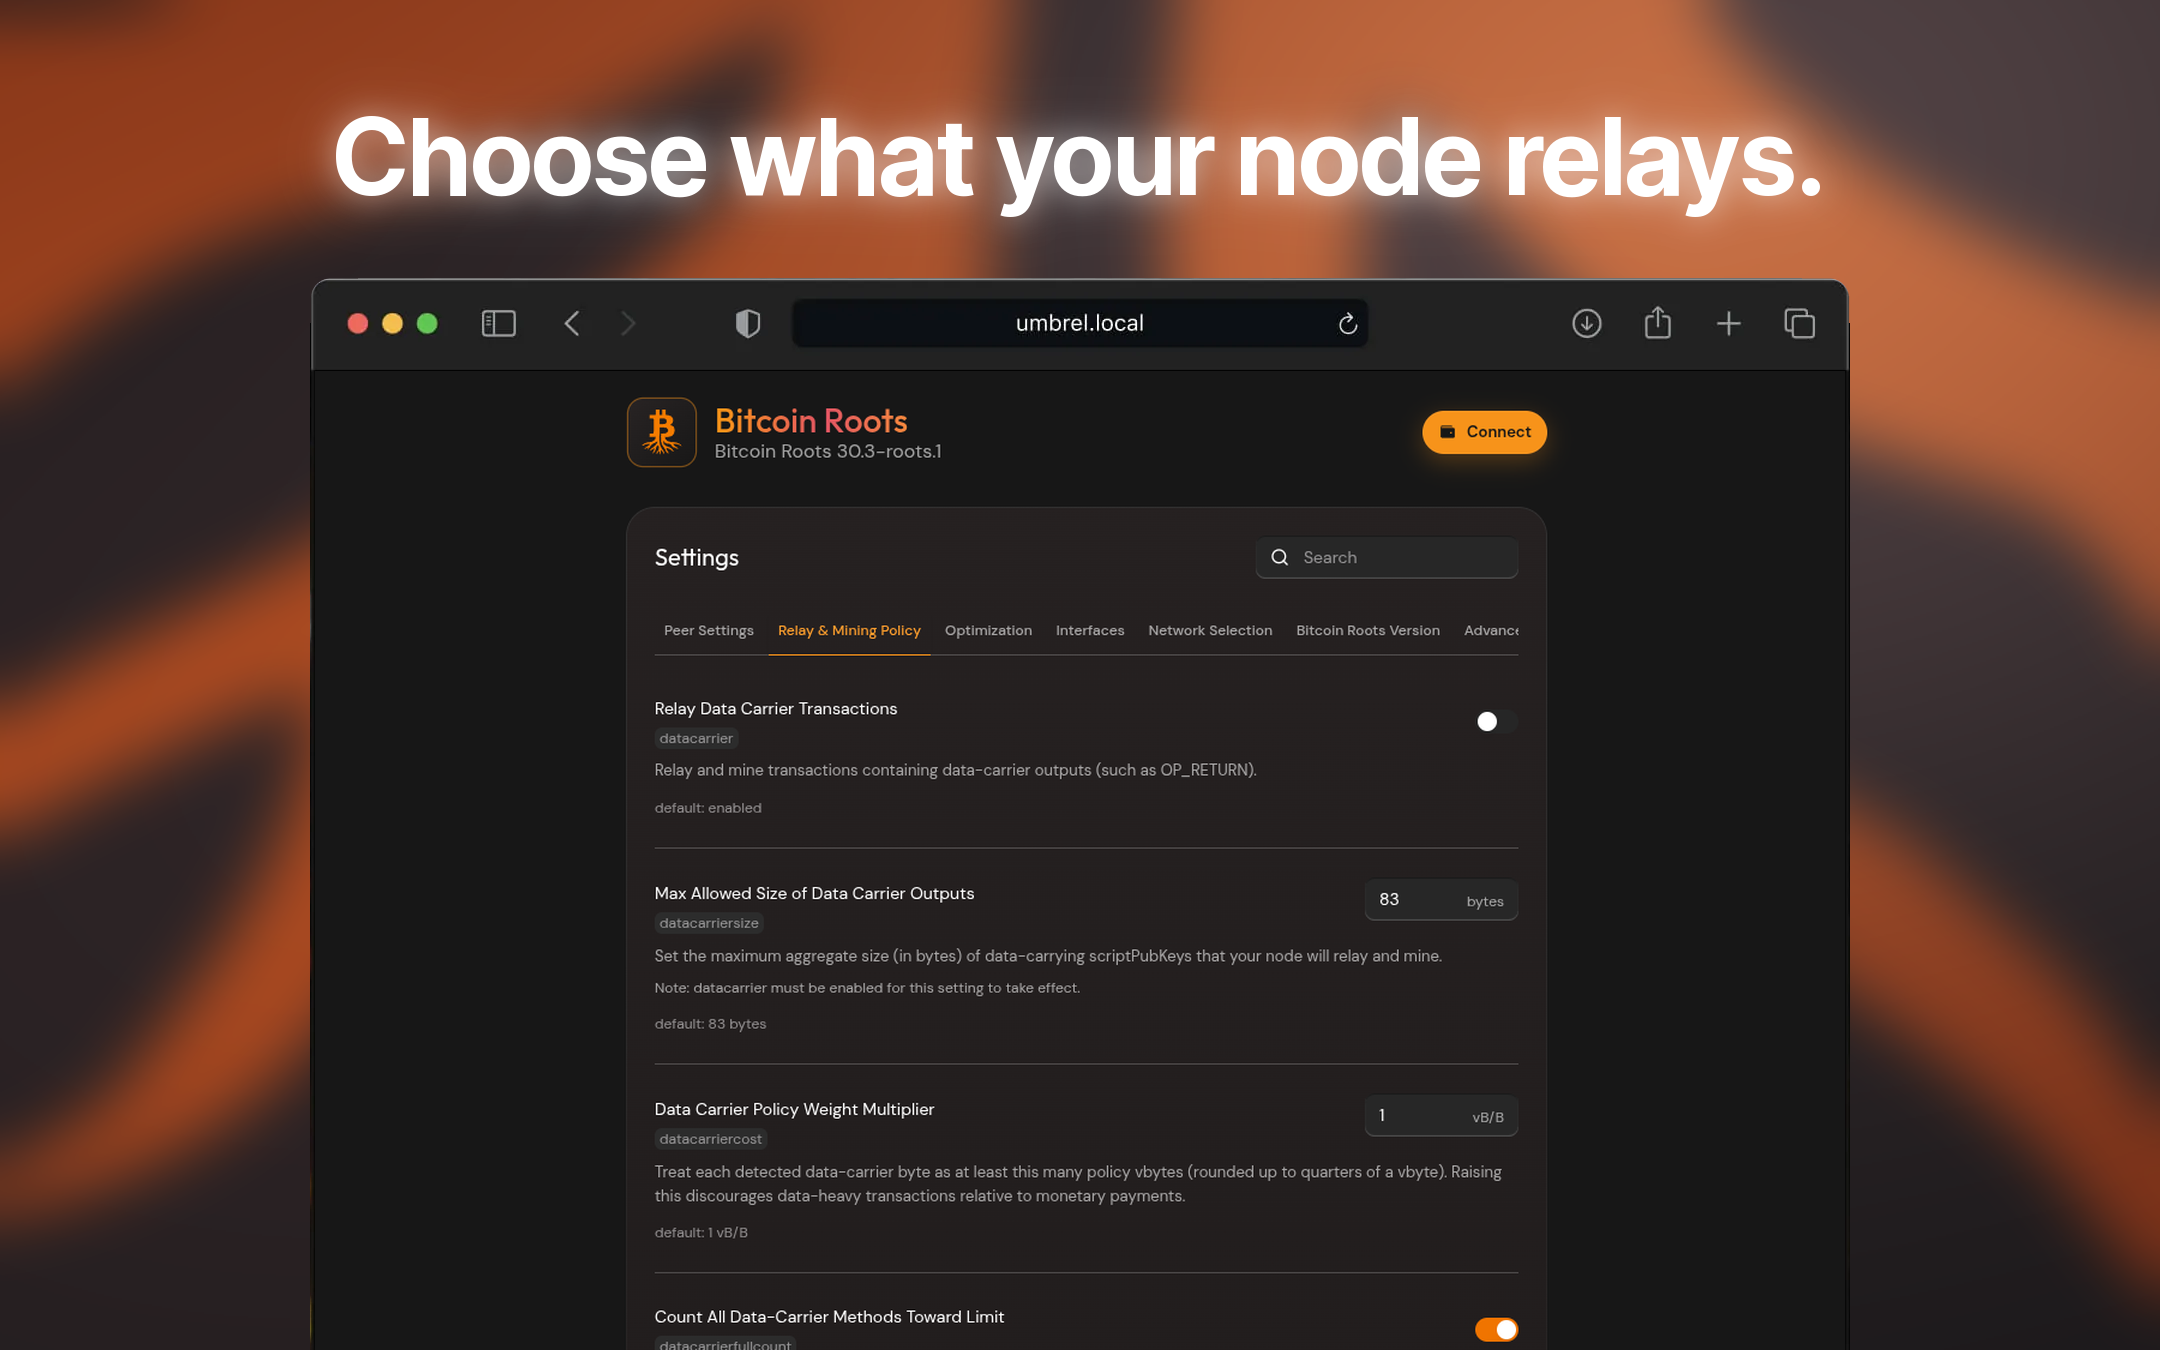 Choose what your node relays.
umbrel.local
Bitcoin Roots
Bitcoin Roots 30.3-roots.1
Connect
Settings
Search
Peer Settings Relay & Mining Policy Optimization Interfaces Network Selection Bitcoin Roots Version Advance
Relay Data Carrier Transactions
datacarrier
Relay and mine transactions containing data-carrier outputs (such as OP_RETURN).
default: enabled
Max Allowed Size of Data Carrier Outputs
83 bytes
datacarriersize
Set the maximum aggregate size (in bytes) of data-carrying scriptPubKeys that your node will relay and mine.
Note: datacarrier must be enabled for this setting to take effect.
default: 83 bytes
Data Carrier Policy Weight Multiplier
1 vB/B
datacarriercost
Treat each detected data-carrier byte as at least this many policy vbytes (rounded up to quarters of a vbyte). Raising
this discourages data-heavy transactions relative to monetary payments.
default: 1 vB/B
Count All Data-Carrier Methods Toward Limit
datacarrierfullcount